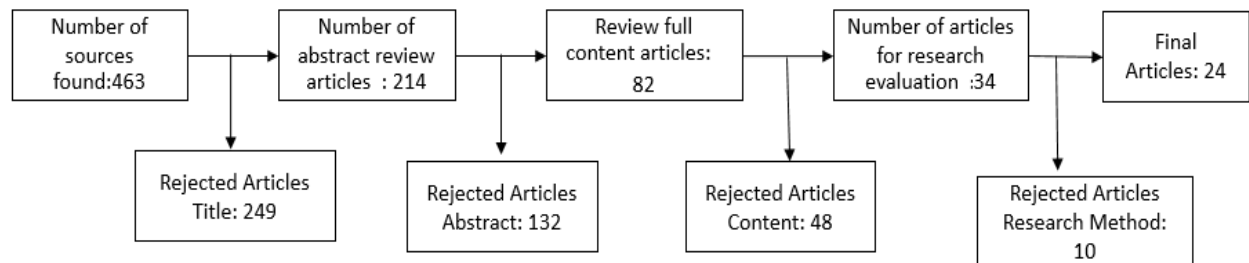 Number of
sources
found:463
Number of
abstract review
articles : 214
Review full
content articles:
82
Number of articles
for research
evaluation :34
Final
Articles: 24
Rejected Articles
Title: 249
Rejected Articles
Abstract: 132
Rejected Articles
Content: 48
Rejected Articles
Research Method:
10